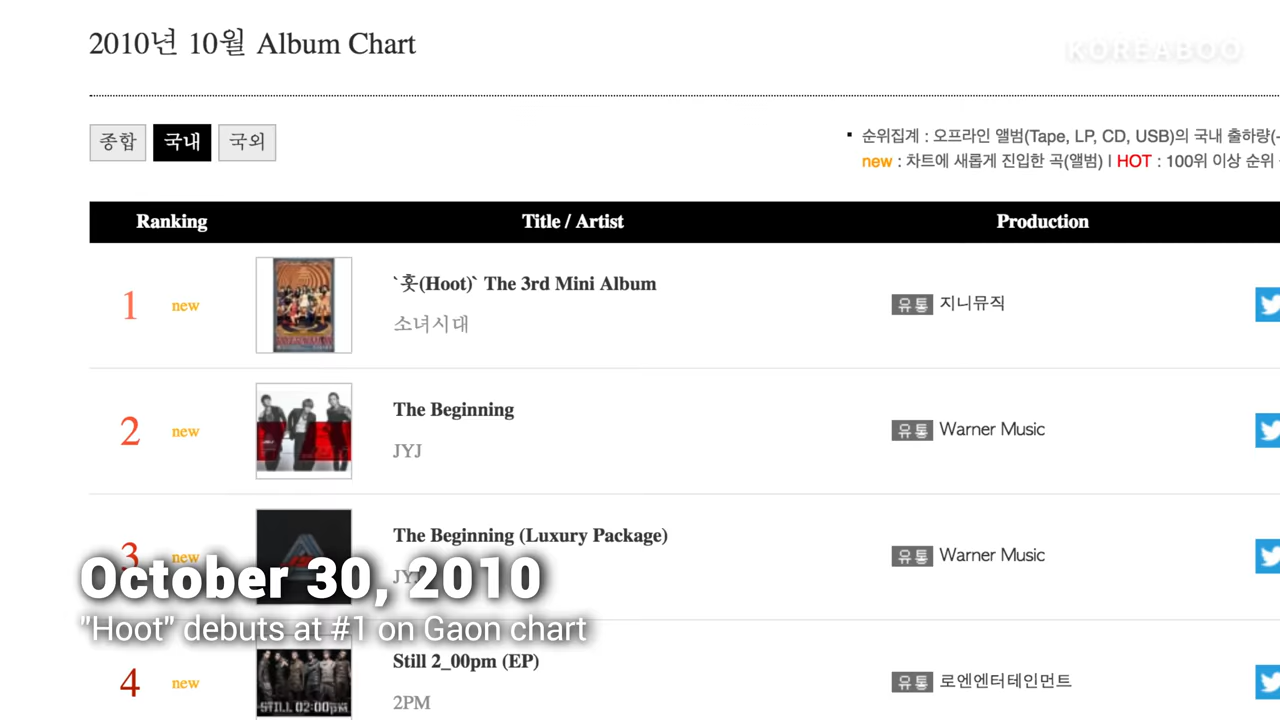 2010년 10월 Album Chart
KOREABOO
종합 국내 국외
▪ 순위집계 : 오프라인 앨범(Tape, LP, CD, USB)의 국내 출하량(-
new : 차트에 새롭게 진입한 곡(앨범) l HOT : 100위 이상 순위
Ranking Title / Artist Production
1 new `훗(Hoot)` The 3rd Mini Album 유통 지니뮤직
소녀시대
2 new The Beginning 유통 Warner Music
JYJ
3 new The Beginning (Luxury Package) 유통 Warner Music
JYJ
October 30, 2010
"Hoot" debuts at #1 on Gaon chart
4 new Still 2_00pm (EP) 유통 로엔엔터테인먼트
STILL 02:00PM
2PM